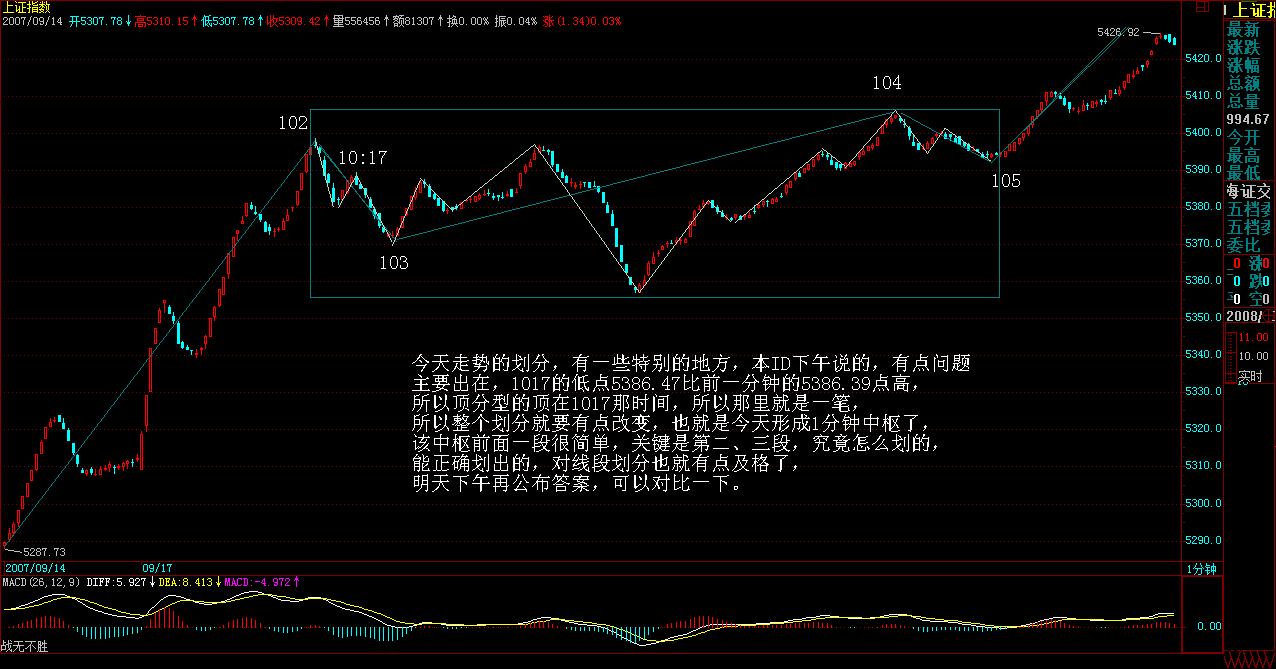 上证指数
2007/09/14 开5307.78↓高5310.15↑低5307.78↑收5309.42↑量556456↑额81307↑换0.00% 振0.04% 涨(1.34)0.03%
上证指
最新
涨跌
涨幅
总额
总量
994.67
今开
最高
最低
海证交
五档
五档
委比
0 涨0
0 跌0
0 空0
2008/
11.00
10.00
实时
5426.92
5420.0
5410.0
5400.0
5390.0
5380.0
5370.0
5360.0
5350.0
5340.0
5330.0
5320.0
5310.0
5300.0
5290.0
104
102
10:17
105
103
今天走势的划分，有一些特别的地方，本ID下午说的，有点问题
主要出在，1017的低点5386.47比前一分钟的5386.39点高，
所以顶分型的顶在1017那时间，所以那里就是一笔，
所以整个划分就要有点改变，也就是今天形成1分钟中枢了，
该中枢前面一段很简单，关键是第二、三段，究竟怎么划的，
能正确划出的，对线段划分也就有点及格了，
明天下午再公布答案，可以对比一下。
5287.73
2007/09/14
09/17
1分钟
MACD(26,12,9) DIFF:5.927↓DEA:8.413↓MACD:-4.972↑
0.00
战无不胜